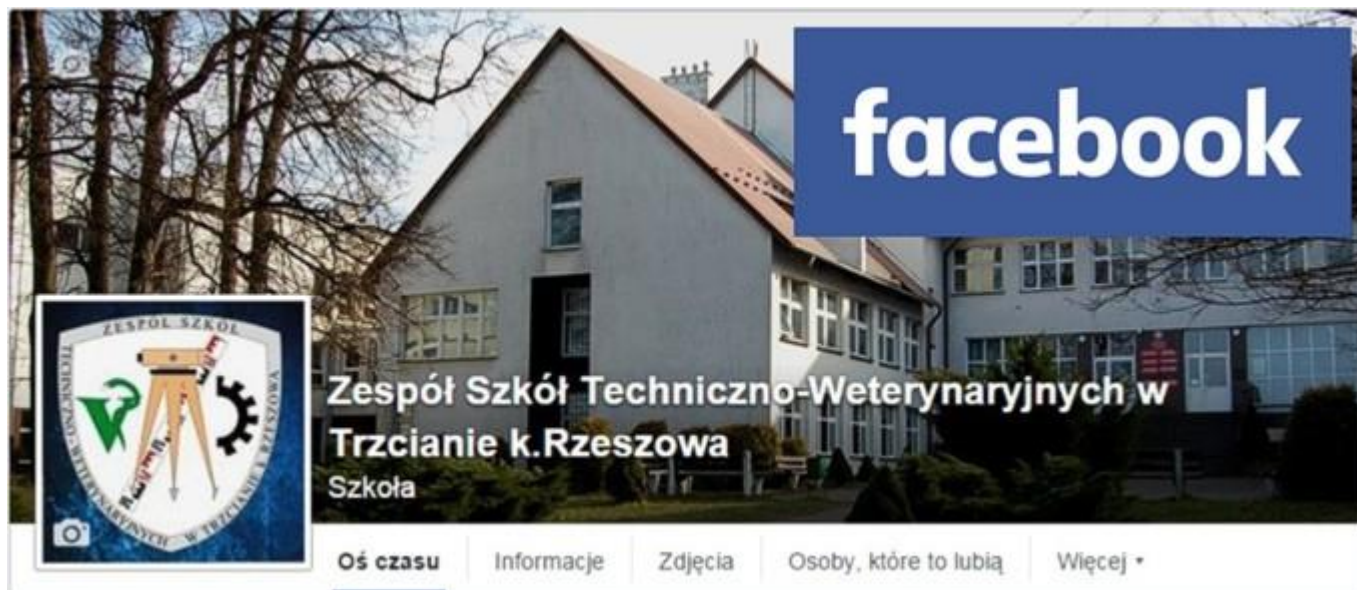 facebook
ZESPÓŁ SZKÓŁ
TECHNICZNO-WETERYNARYJNYCH - W TRZCIANIE K RZESZOWA
Zespół Szkół Techniczno-Weterynaryjnych w
Trzcianie k.Rzeszowa
Szkoła
Oś czasu
Informacje
Zdjęcia
Osoby, które to lubią
Więcej